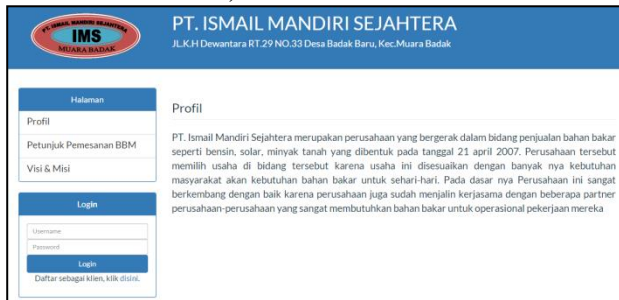 PT. ISMAIL MANDIRI SEJAHTERA
IMS
MUARA BADAK
PT. ISMAIL MANDIRI SEJAHTERA
JL.K.H Dewantara RT.29 NO.33 Desa Badak Baru, Kec.Muara Badak
Halaman
Profil
Petunjuk Pemesanan BBM
Visi & Misi
Login
Username
Password
Login
Daftar sebagai klien, klik disini.
Profil
PT. Ismail Mandiri Sejahtera merupakan perusahaan yang bergerak dalam bidang penjualan bahan bakar
seperti bensin, solar, minyak tanah yang dibentuk pada tanggal 21 april 2007. Perusahaan tersebut
memilih usaha di bidang tersebut karena usaha ini disesuaikan dengan banyak nya kebutuhan
masyarakat akan kebutuhan bahan bakar untuk sehari-hari. Pada dasar nya Perusahaan ini sangat
berkembang dengan baik karena perusahaan juga sudah menjalin kerjasama dengan beberapa partner
perusahaan-perusahaan yang sangat membutuhkan bahan bakar untuk operasional pekerjaan mereka